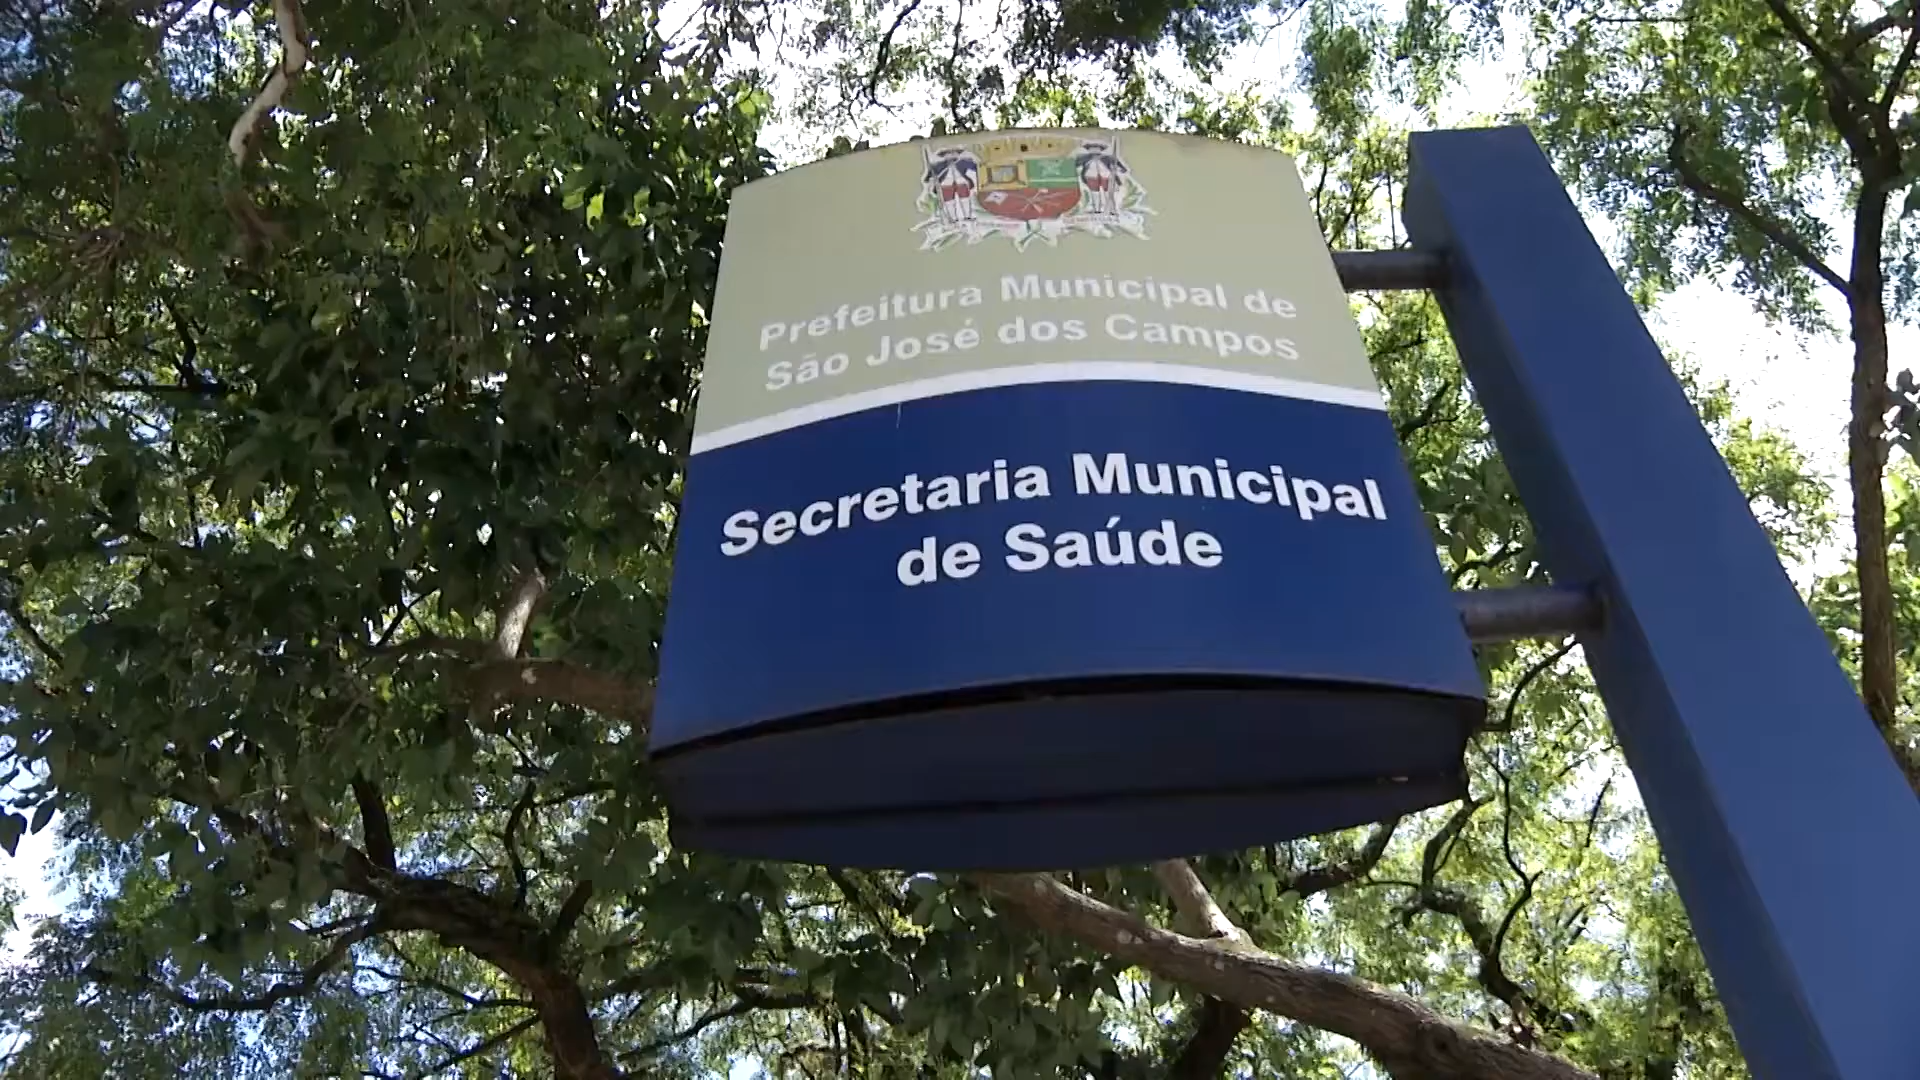 Prefeitura Municipal de
São José dos Campos
Secretaria Municipal
de Saúde